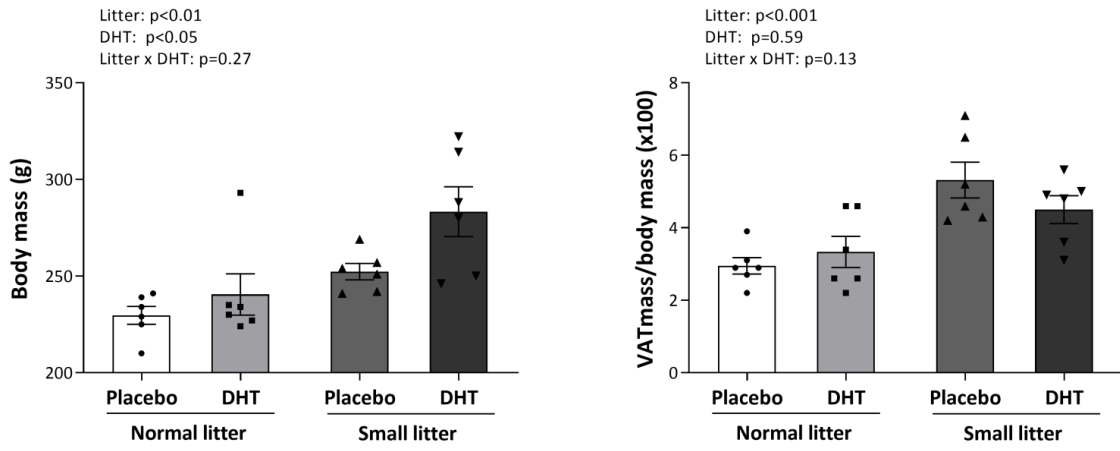 Litter: p<0.01
DHT: p<0.05
Litter x DHT: p=0.27
Body mass (g)
350
300
250
200
Placebo DHT Placebo DHT
Normal litter Small litter
Litter: p<0.001
DHT: p=0.59
Litter x DHT: p=0.13
VATmass/body mass (x100)
8
6
4
2
0
Placebo DHT Placebo DHT
Normal litter Small litter